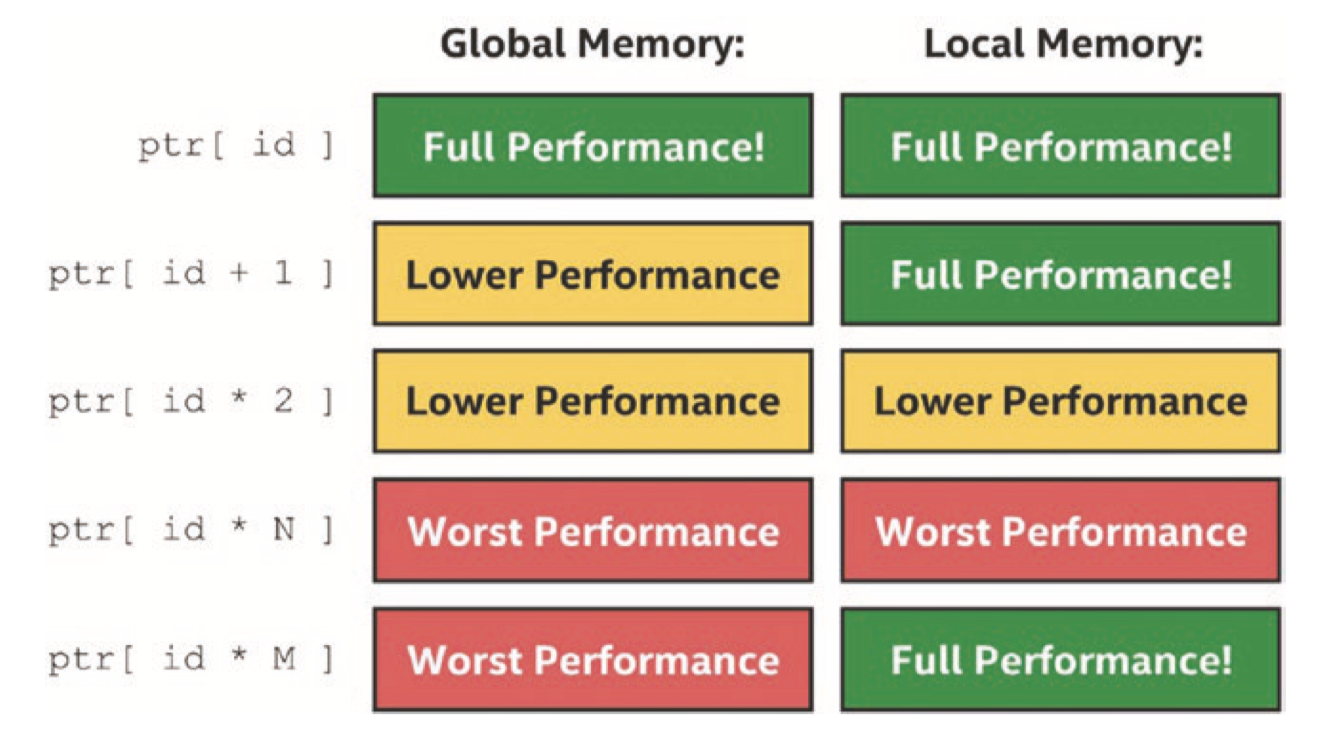 Global Memory: Local Memory:
ptr[ id ] Full Performance! Full Performance!
ptr[ id + 1 ] Lower Performance Full Performance!
ptr[ id * 2 ] Lower Performance Lower Performance
ptr[ id * N ] Worst Performance Worst Performance
ptr[ id * M ] Worst Performance Full Performance!